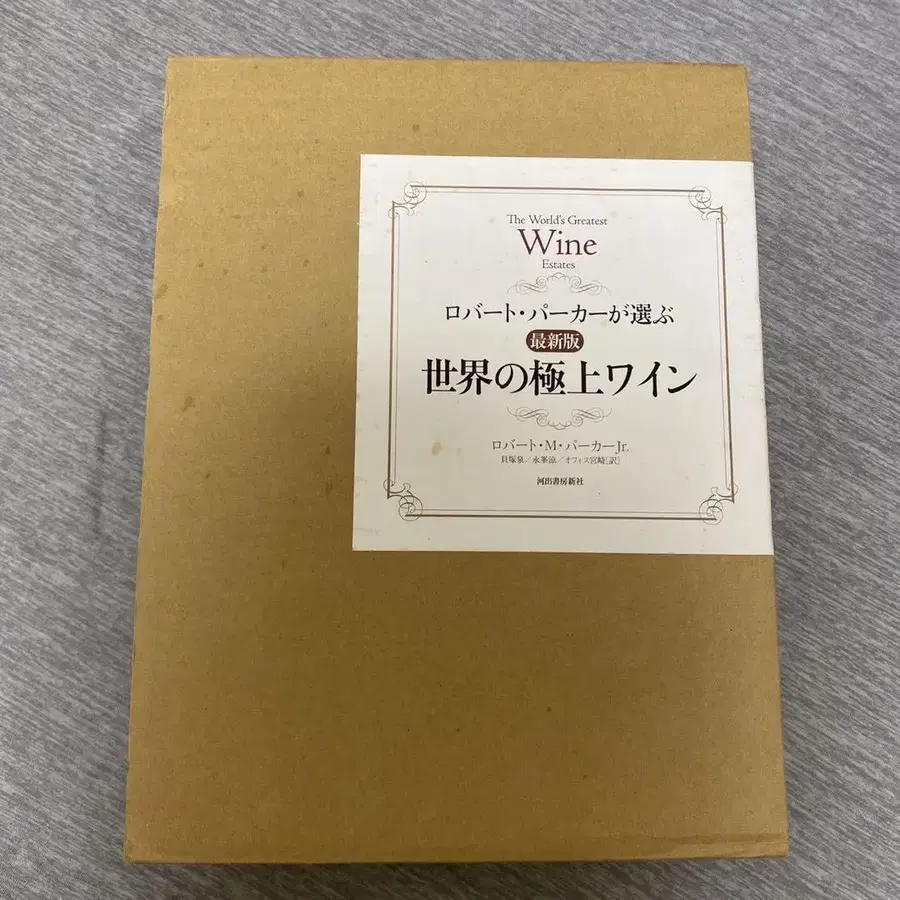 The World's Greatest
Wine
Estates
ロバート・パーカーが選ぶ
最新版
世界の極上ワイン
ロバート・M・パーカーJr.
貝塚泉／永峯涼／オフィス宮崎［訳］
河出書房新社